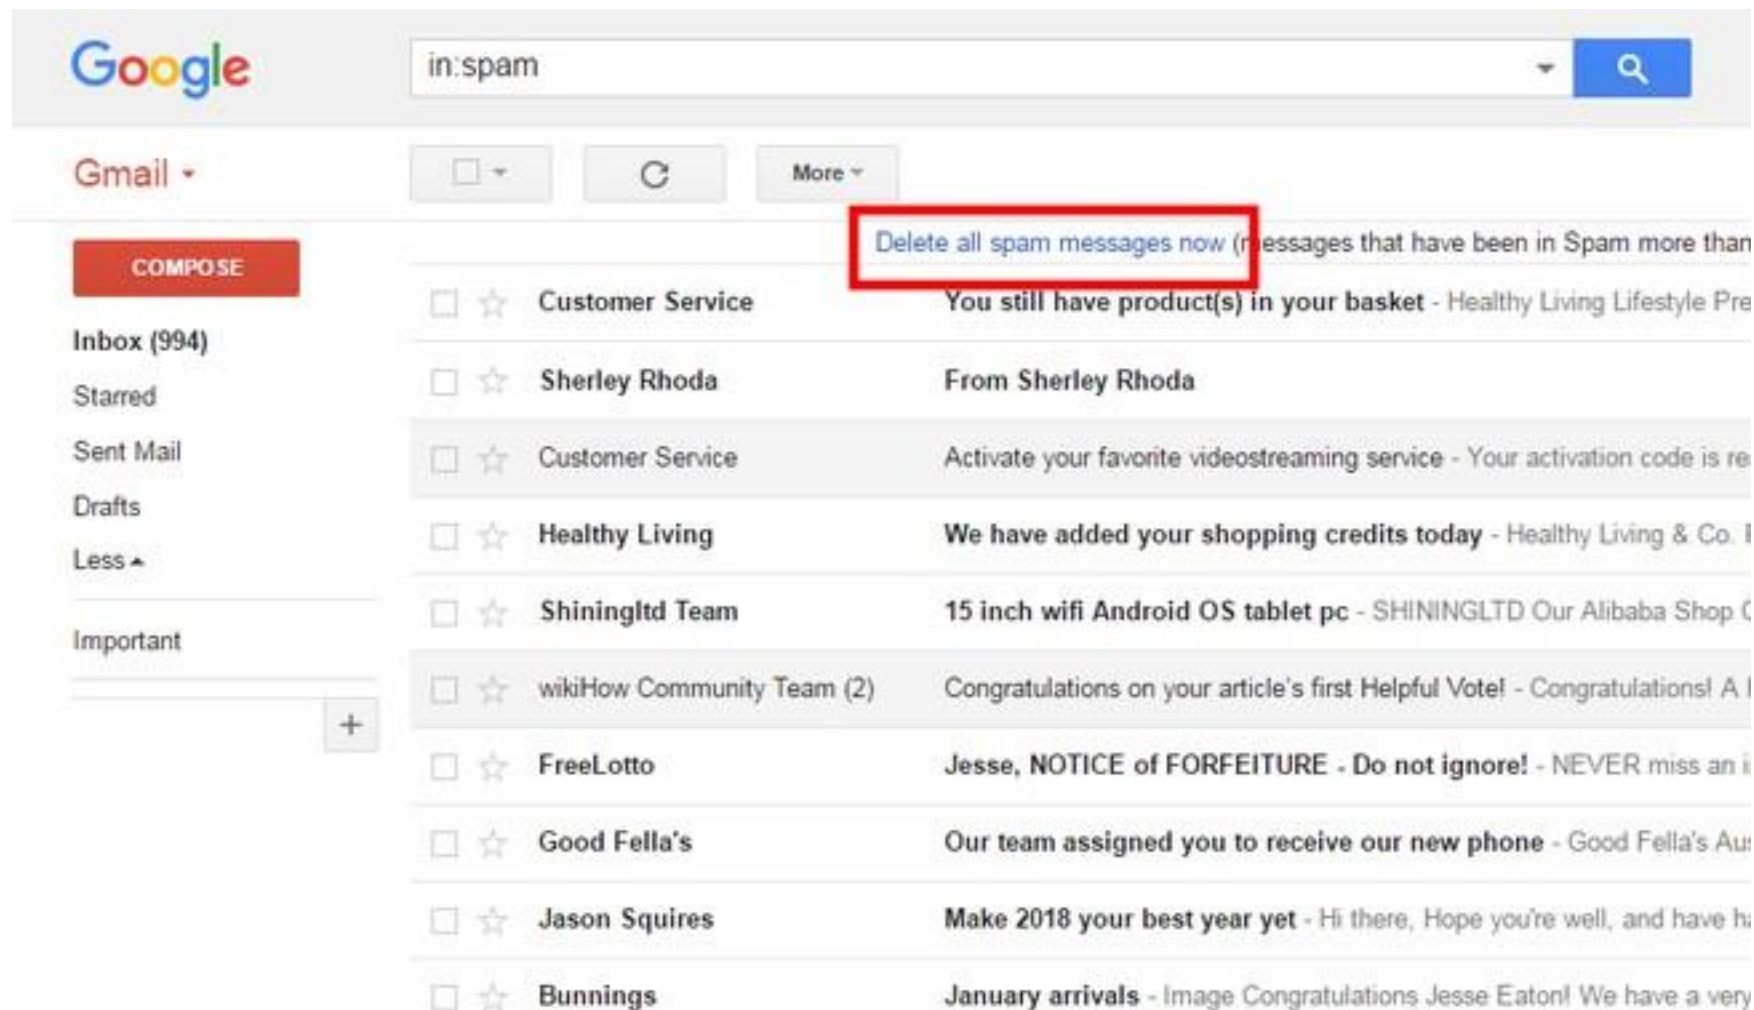 Google
in:spam
Gmail
More
COMPOSE
Inbox (994)
Starred
Sent Mail
Drafts
Less
Important
+
Delete all spam messages now (messages that have been in Spam more than
Customer Service You still have product(s) in your basket - Healthy Living Lifestyle Pre
Sherley Rhoda From Sherley Rhoda
Customer Service Activate your favorite videostreaming service - Your activation code is re
Healthy Living We have added your shopping credits today - Healthy Living & Co.
Shiningltd Team 15 inch wifi Android OS tablet pc - SHININGLTD Our Alibaba Shop
wikiHow Community Team (2) Congratulations on your article's first Helpful Vote! - Congratulations! A
FreeLotto Jesse, NOTICE of FORFEITURE - Do not ignore! - NEVER miss an
Good Fella's Our team assigned you to receive our new phone - Good Fella's Aus
Jason Squires Make 2018 your best year yet - Hi there, Hope you're well, and have ha
Bunnings January arrivals - Image Congratulations Jesse Eaton! We have a very